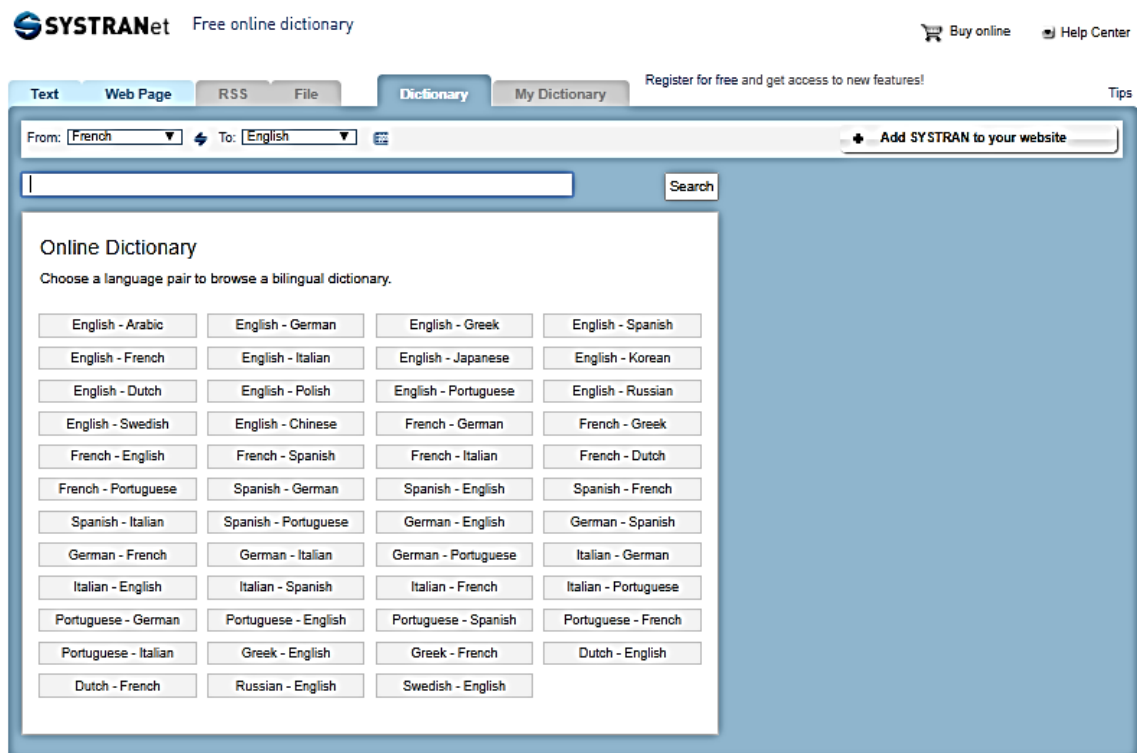 SYSTRANet Free online dictionary
Buy online Help Center
Text Web Page RSS File Dictionary My Dictionary Register for free and get access to new features!
Tips
From: French To: English Add SYSTRAN to your website
Search
Online Dictionary
Choose a language pair to browse a bilingual dictionary.
English - Arabic English - German English - Greek English - Spanish
English - French English - Italian English - Japanese English - Korean
English - Dutch English - Polish English - Portuguese English - Russian
English - Swedish English - Chinese French - German French - Greek
French - English French - Spanish French - Italian French - Dutch
French - Portuguese Spanish - German Spanish - English Spanish - French
Spanish - Italian Spanish - Portuguese German - English German - Spanish
German - French German - Italian German - Portuguese Italian - German
Italian - English Italian - Spanish Italian - French Italian - Portuguese
Portuguese - German Portuguese - English Portuguese - Spanish Portuguese - French
Portuguese - Italian Greek - English Greek - French Dutch - English
Dutch - French Russian - English Swedish - English